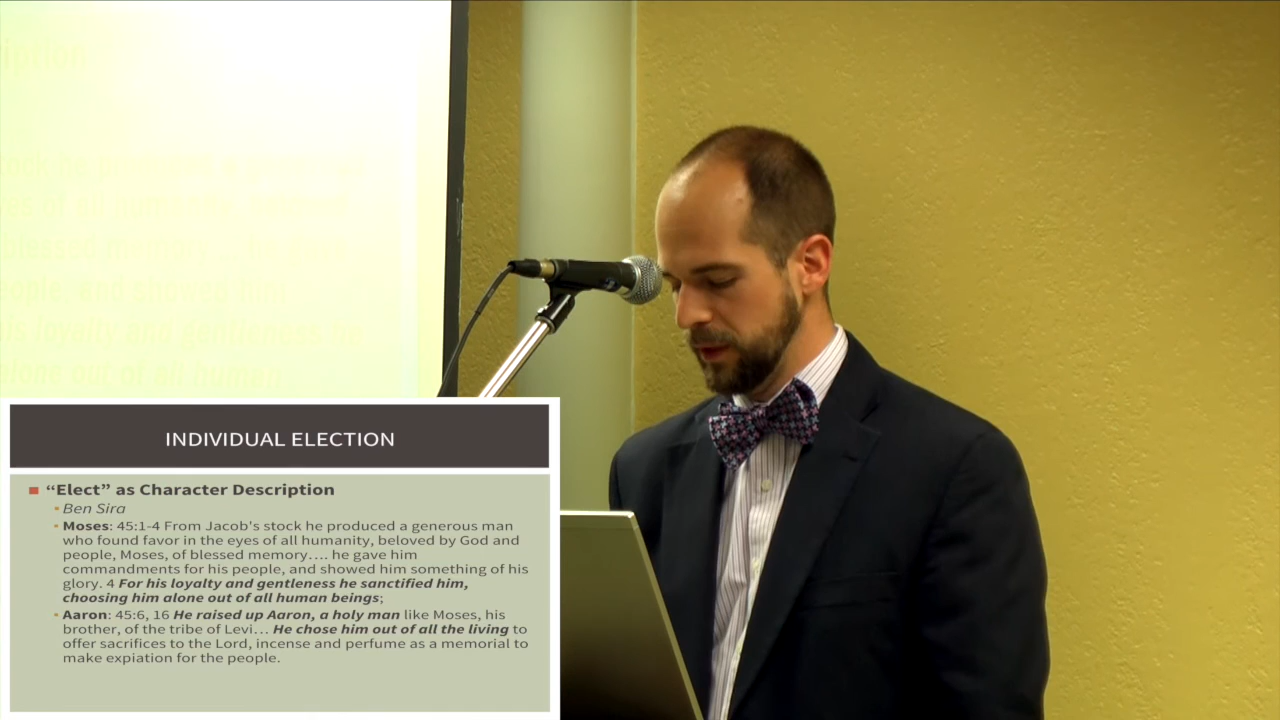 INDIVIDUAL ELECTION
“Elect” as Character Description
Ben Sira
Moses: 45:1-4 From Jacob's stock he produced a generous man
who found favor in the eyes of all humanity, beloved by God and
people, Moses, of blessed memory…. he gave him
commandments for his people, and showed him something of his
glory. 4 For his loyalty and gentleness he sanctified him,
choosing him alone out of all human beings;
Aaron: 45:6, 16 He raised up Aaron, a holy man like Moses, his
brother, of the tribe of Levi… He chose him out of all the living to
offer sacrifices to the Lord, incense and perfume as a memorial to
make expiation for the people.